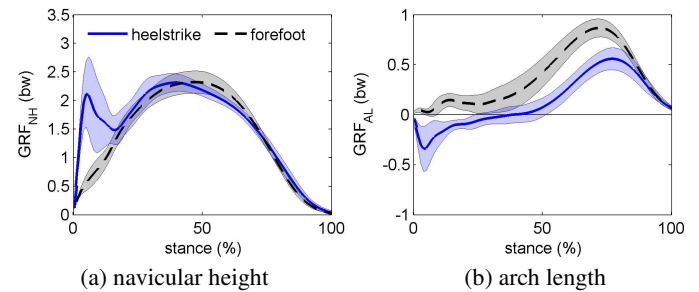 3.5
3
2.5
2
1.5
1
0.5
0
0 50 100
GRF_NH (bw)
heelstrike forefoot
stance (%)
(a) navicular height
1
0.5
0
-0.5
-1
0 50 100
GRF_AL (bw)
stance (%)
(b) arch length